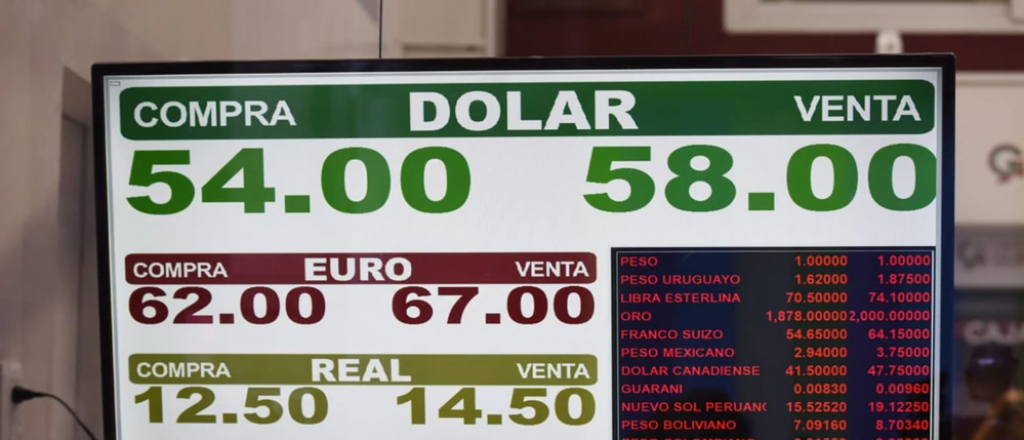 COMPRA DOLAR VENTA
54.00 58.00
COMPRA EURO VENTA
62.00 67.00
COMPRA REAL VENTA
12.50 14.50
PESO 1.00000 1.00000
PESO URUGUAYO 1.62000 1.87500
LIBRA ESTERLINA 70.50000 74.10000
ORO 1,878.00000 2,000.00000
FRANCO SUIZO 54.65000 64.15000
PESO MEXICANO 2.94000 3.75000
DOLAR CANADIENSE 41.50000 47.75000
GUARANI 0.00830 0.00960
NUEVO SOL PERUANO 15.52520 19.12250
PESO BOLIVIANO 7.09160 8.70340